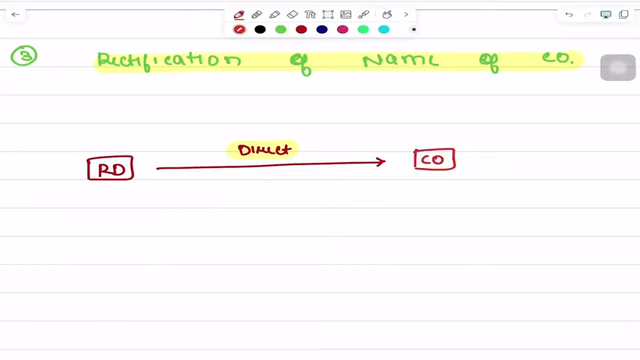 ③ Rectification of Name of CO.
Direct
RD CO